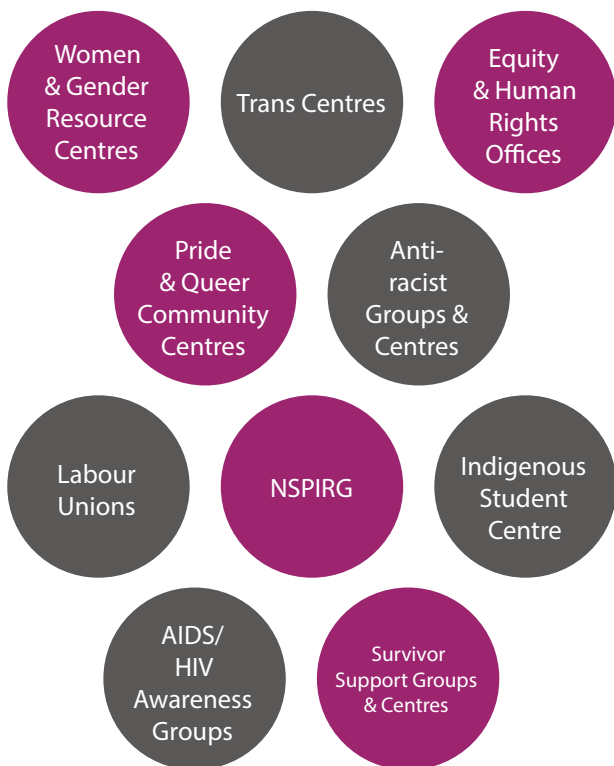 Women
& Gender
Resource
Centres
Trans Centres
Equity
& Human
Rights
Offices
Pride
& Queer
Community
Centres
Anti-
racist
Groups &
Centres
Labour
Unions
NSPIRG
Indigenous
Student
Centre
AIDS/
HIV
Awareness
Groups
Survivor
Support Groups
& Centres